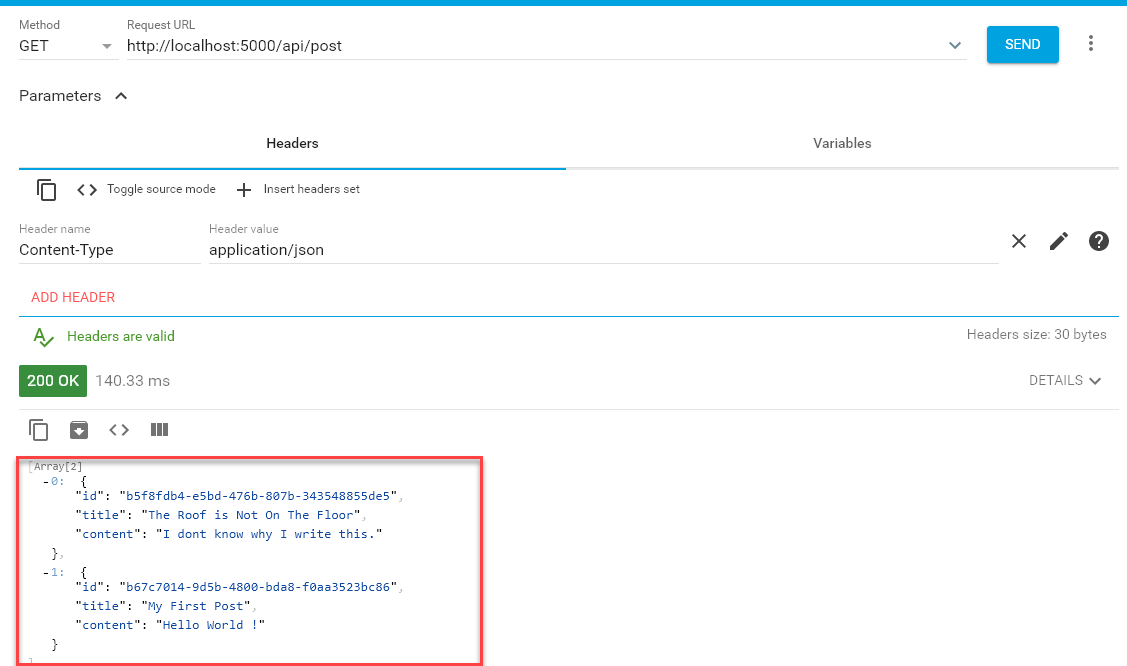 Method Request URL
GET http://localhost:5000/api/post SEND
Parameters
Headers Variables
Toggle source mode Insert headers set
Header name Header value
Content-Type application/json
ADD HEADER
Headers are valid Headers size: 30 bytes
200 OK 140.33 ms DETAILS
[Array[2]
-0: {
"id": "b5f8fdb4-e5bd-476b-807b-343548855de5",
"title": "The Roof is Not On The Floor",
"content": "I dont know why I write this."
},
-1: {
"id": "b67c7014-9d5b-4800-bda8-f0aa3523bc86",
"title": "My First Post",
"content": "Hello World !"
}
]